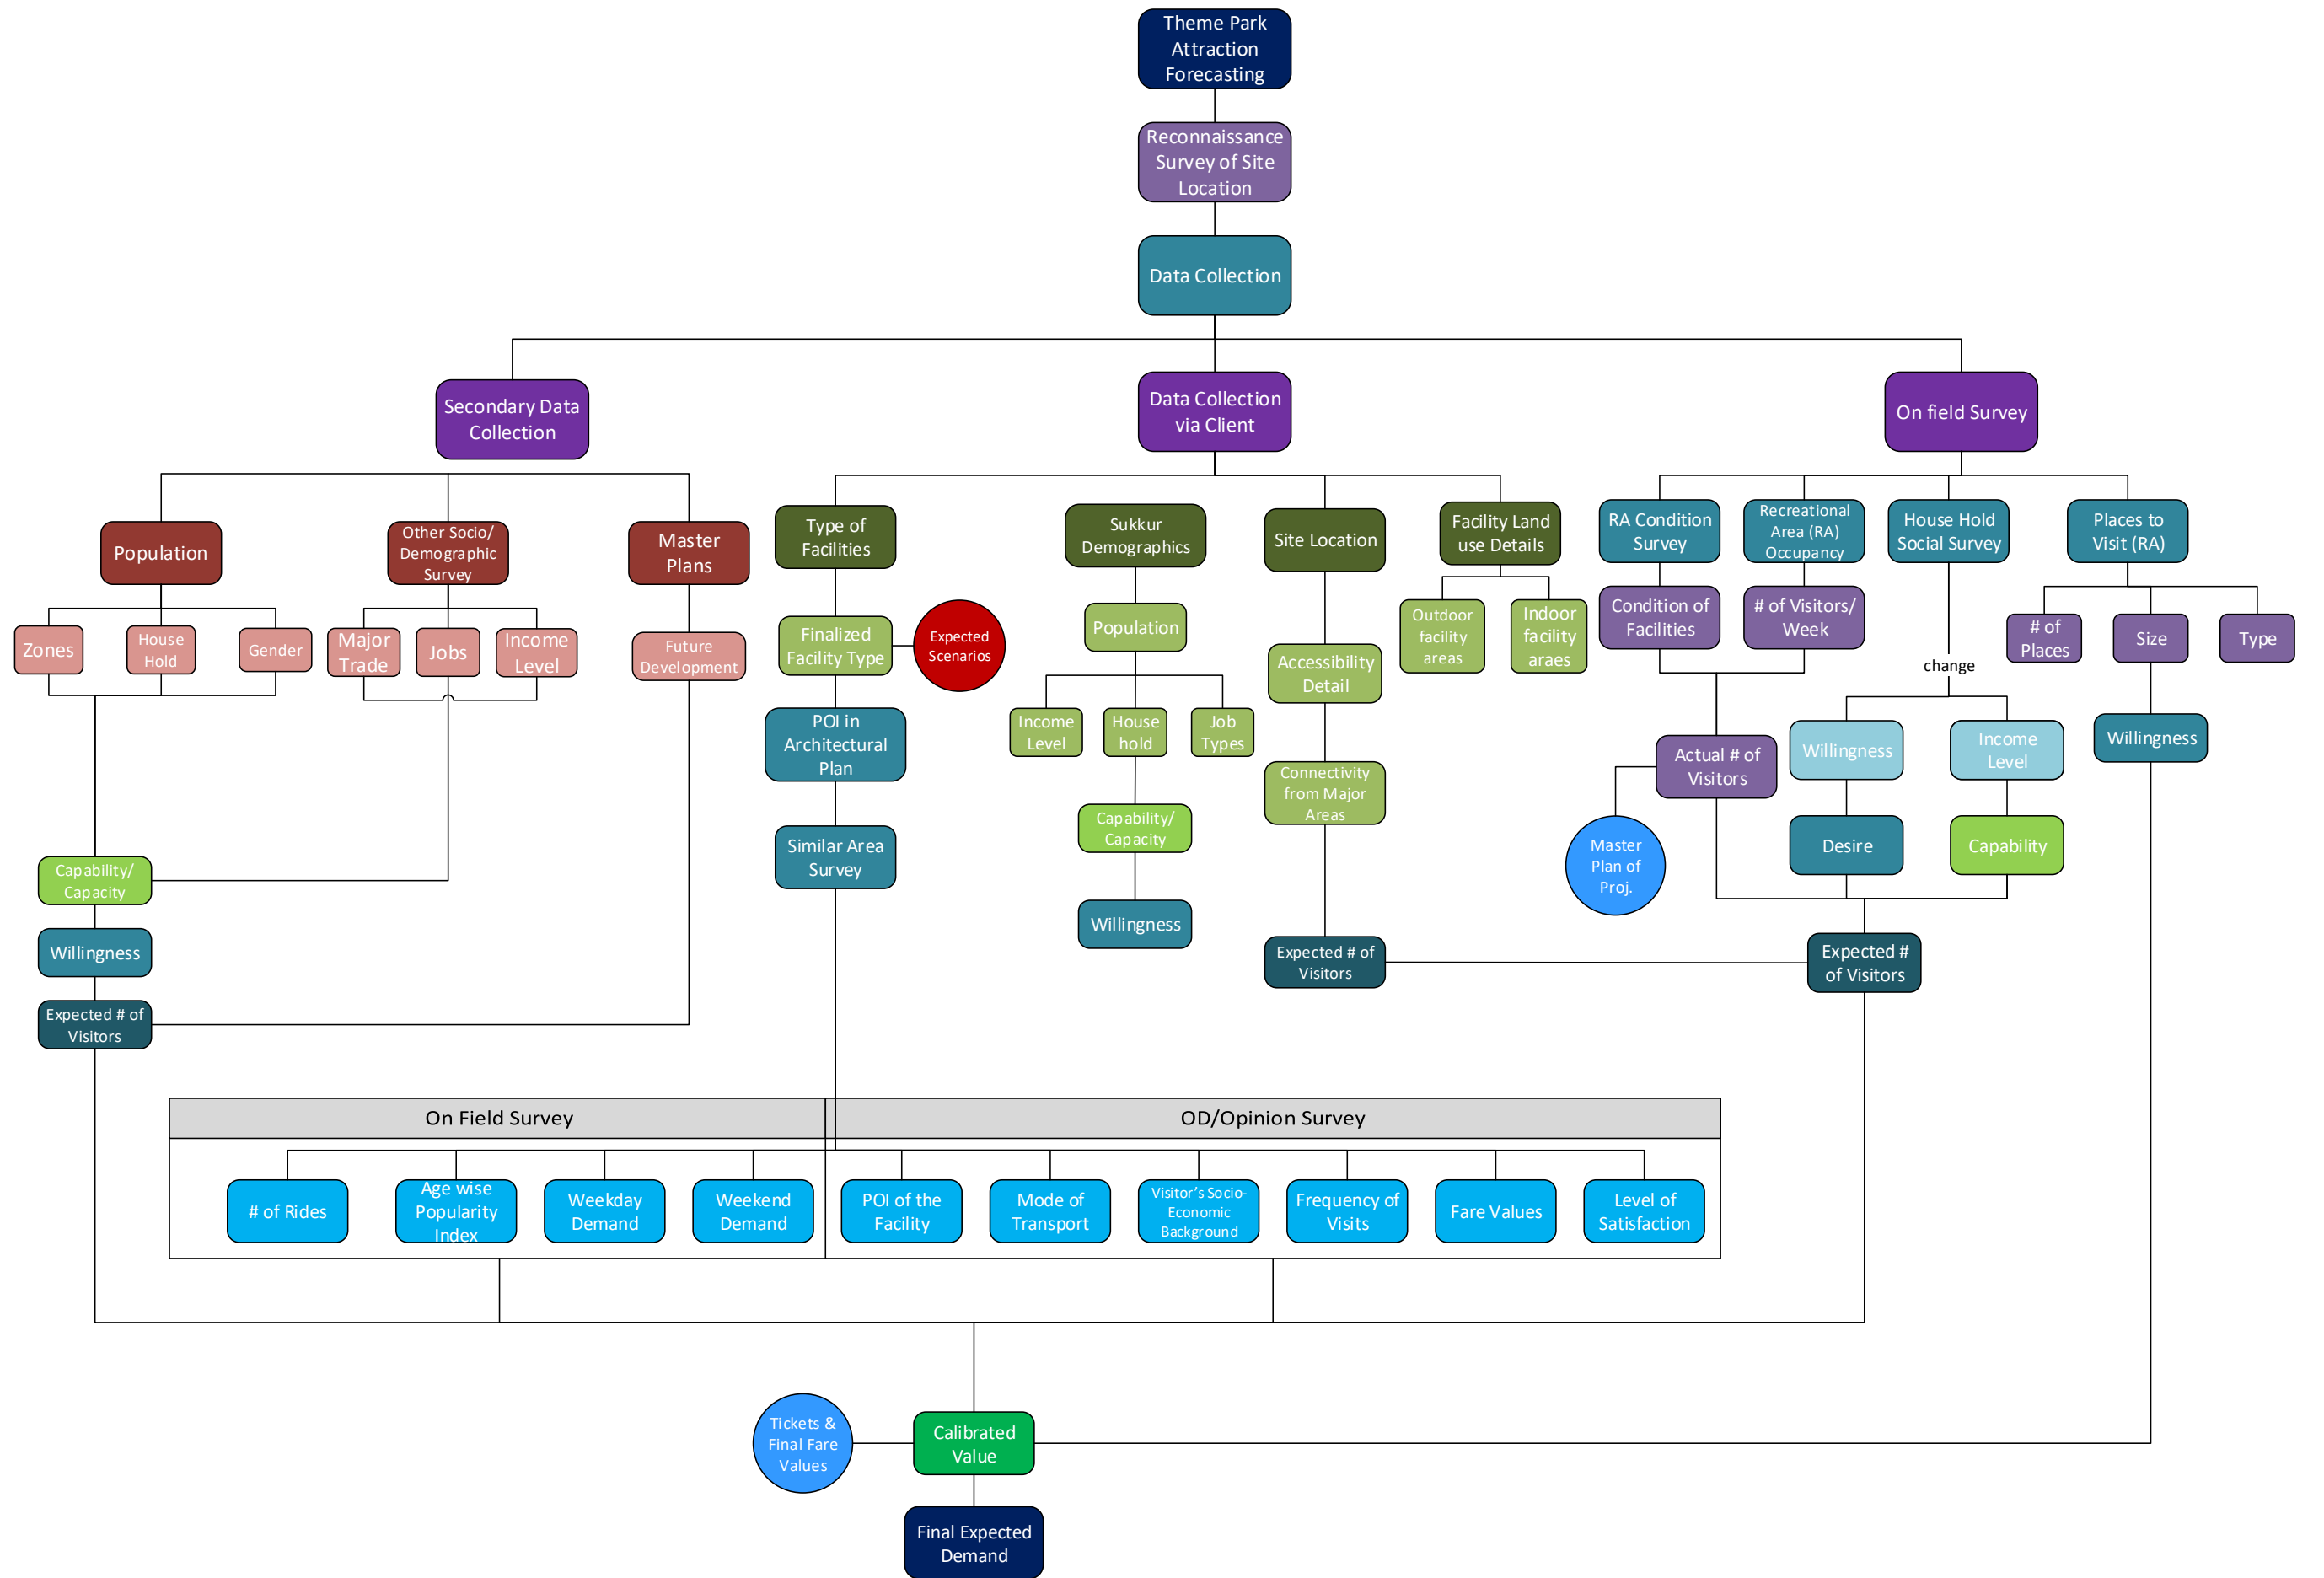 Theme Park
Attraction
Forecasting
Reconnaissance
Survey of Site
Location
Data Collection
Secondary Data
Collection
Data Collection
via Client
On field Survey
Population
Other Socio/
Demographic
Survey
Master
Plans
Type of
Facilities
Sukkur
Demographics
Site Location
Facility Land
use Details
RA Condition
Survey
Recreational
Area (RA)
Occupancy
House Hold
Social Survey
Places to
Visit (RA)
Zones
House
Hold
Gender
Major
Trade
Jobs
Income
Level
Future
Development
Finalized
Facility Type
Expected
Scenarios
Population
Accessibility
Detail
Outdoor
facility
areas
Indoor
facility
araes
Condition of
Facilities
# of Visitors/
Week
change
# of
Places
Size
Type
POI in
Architectural
Plan
Income
Level
House
hold
Job
Types
Connectivity
from Major
Areas
Actual # of
Visitors
Willingness
Income
Level
Willingness
Similar Area
Survey
Capability/
Capacity
Master
Plan of
Proj.
Desire
Capability
Capability/
Capacity
Willingness
Willingness
Expected # of
Visitors
Expected #
of Visitors
Expected # of
Visitors
On Field Survey
OD/Opinion Survey
# of Rides
Age wise
Popularity
Index
Weekday
Demand
Weekend
Demand
POI of the
Facility
Mode of
Transport
Visitor's Socio-
Economic
Background
Frequency of
Visits
Fare Values
Level of
Satisfaction
Tickets &
Final Fare
Values
Calibrated
Value
Final Expected
Demand